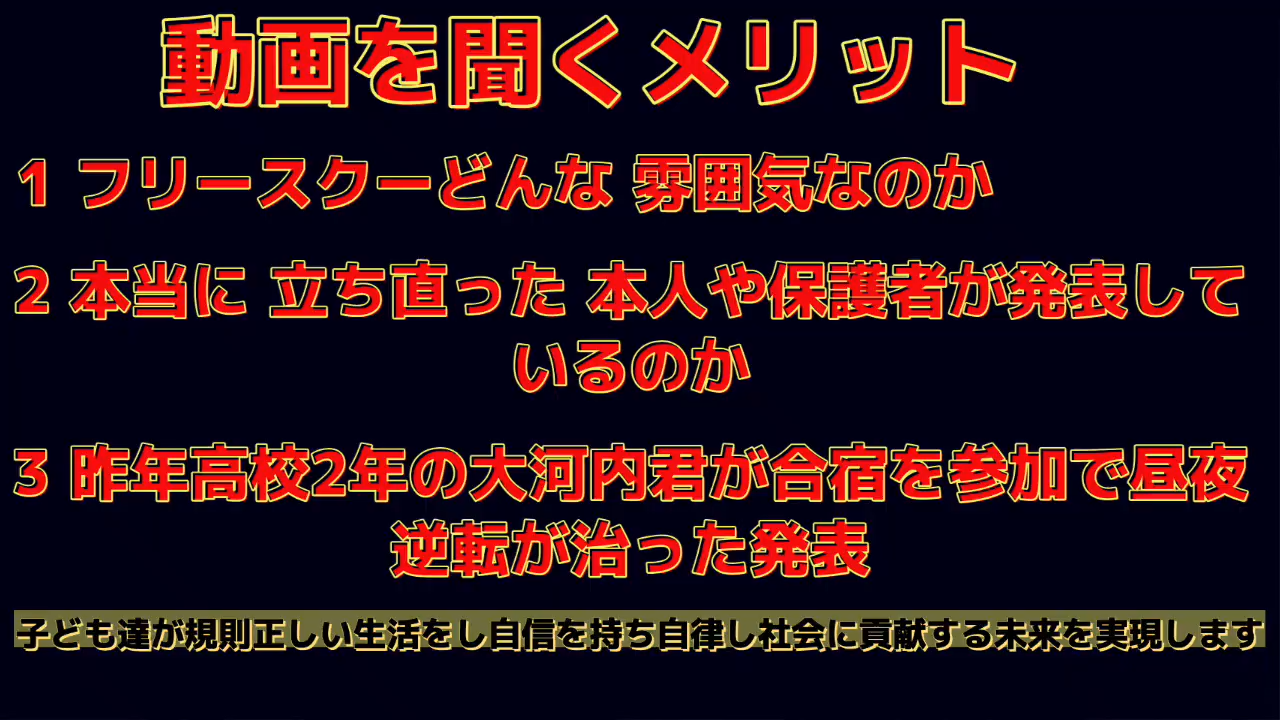 動画を聞くメリット
1 フリースクーどんな 雰囲気なのか
2 本当に 立ち直った 本人や保護者が発表して
いるのか
3 昨年高校2年の大河内君が合宿を参加で昼夜
逆転が治った発表
子ども達が規則正しい生活をし自信を持ち自律し社会に貢献する未来を実現します